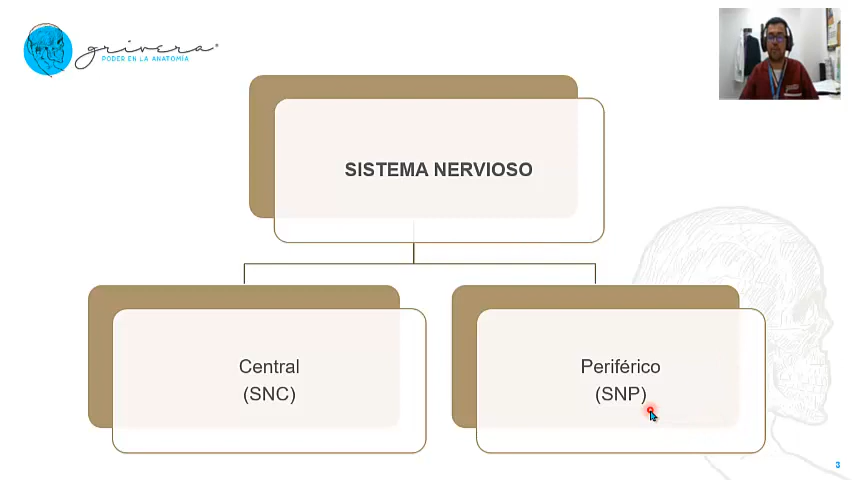 grivera®
PODER EN LA ANATOMÍA
SISTEMA NERVIOSO
Central
(SNC)
Periférico
(SNP)
3